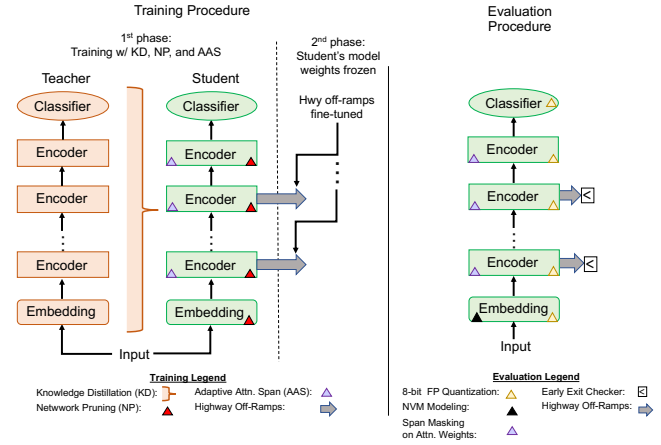 Training Procedure
Evaluation
Procedure
1st phase:
Training w/ KD, NP, and AAS
2nd phase:
Student's model
weights frozen
Hwy off-ramps
fine-tuned
Teacher
Student
Classifier
Classifier
Classifier
Encoder
Encoder
Encoder
Encoder
Encoder
Encoder
Encoder
Encoder
Encoder
Embedding
Embedding
Embedding
Input
Input
<
<
Training Legend
Knowledge Distillation (KD):
Adaptive Attn. Span (AAS):
Netwwork Pruning (NP):
Highway Off-Ramps:
Evaluation Legend
8-bit FP Quantization:
Early Exit Checker:
<
NVM Modeling:
Highway Off-Ramps:
Span Masking
on Attn. Weights: